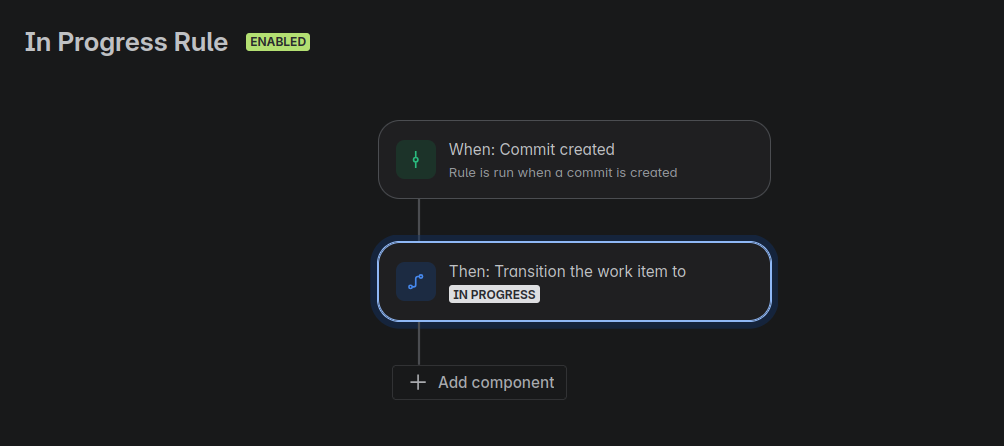 In Progress Rule ENABLED
When: Commit created
Rule is run when a commit is created
Then: Transition the work item to
IN PROGRESS
Add component